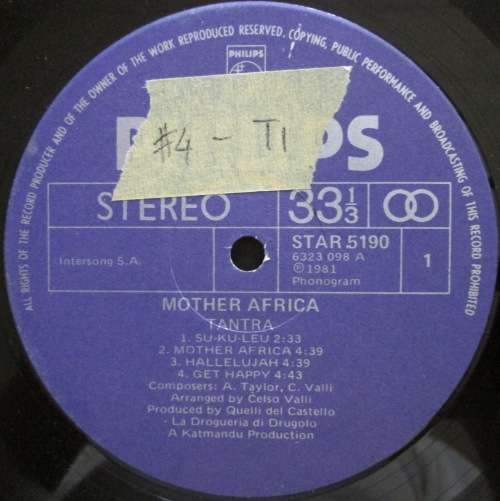 ALL RIGHTS OF THE RECORD PRODUCER AND OF THE OWNER OF THE WORK REPRODUCED RESERVED. COPYING, PUBLIC PERFORMANCE AND BROADCASTING OF THIS RECORD PROHIBITED
PHILIPS
#4 - T1
PS
STEREO
33 1/3
STAR 5190
6323 098 A
Ⓟ1981
Phonogram
Intersong S.A.
1
MOTHER AFRICA
TANTRA
1. SU-KU-LEU 2:33
2. MOTHER AFRICA 4:39
3. HALLELUJAH 4:39
4. GET HAPPY 4:43
Composers: A. Taylor, C. Valli
Arranged by Celso Valli
Produced by Quelli del Castello
- La Drogueria di Drugolo
A Katmandu Production